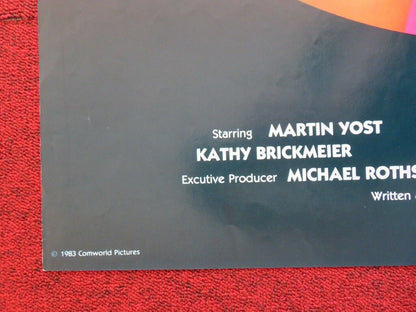 Starring MARTIN YOST
KATHY BRICKMEIER
Excutive Producer MICHAEL ROTHS
Written
© 1983 Comworld Pictures